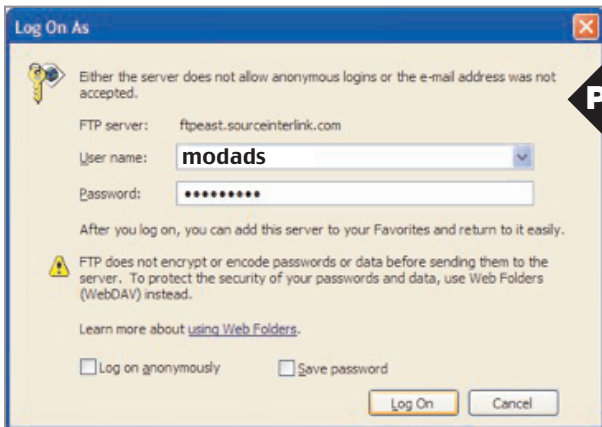 Log On As
Either the server does not allow anonymous logins or the e-mail address was not
accepted.
FTP server: ftpeast.sourceinterlink.com
User name: modads
Password: •••••••••
After you log on, you can add this server to your Favorites and return to it easily.
FTP does not encrypt or encode passwords or data before sending them to the
server. To protect the security of your passwords and data, use Web Folders
(WebDAV) instead.
Learn more about using Web Folders.
Log on anonymously Save password
Log On Cancel
P